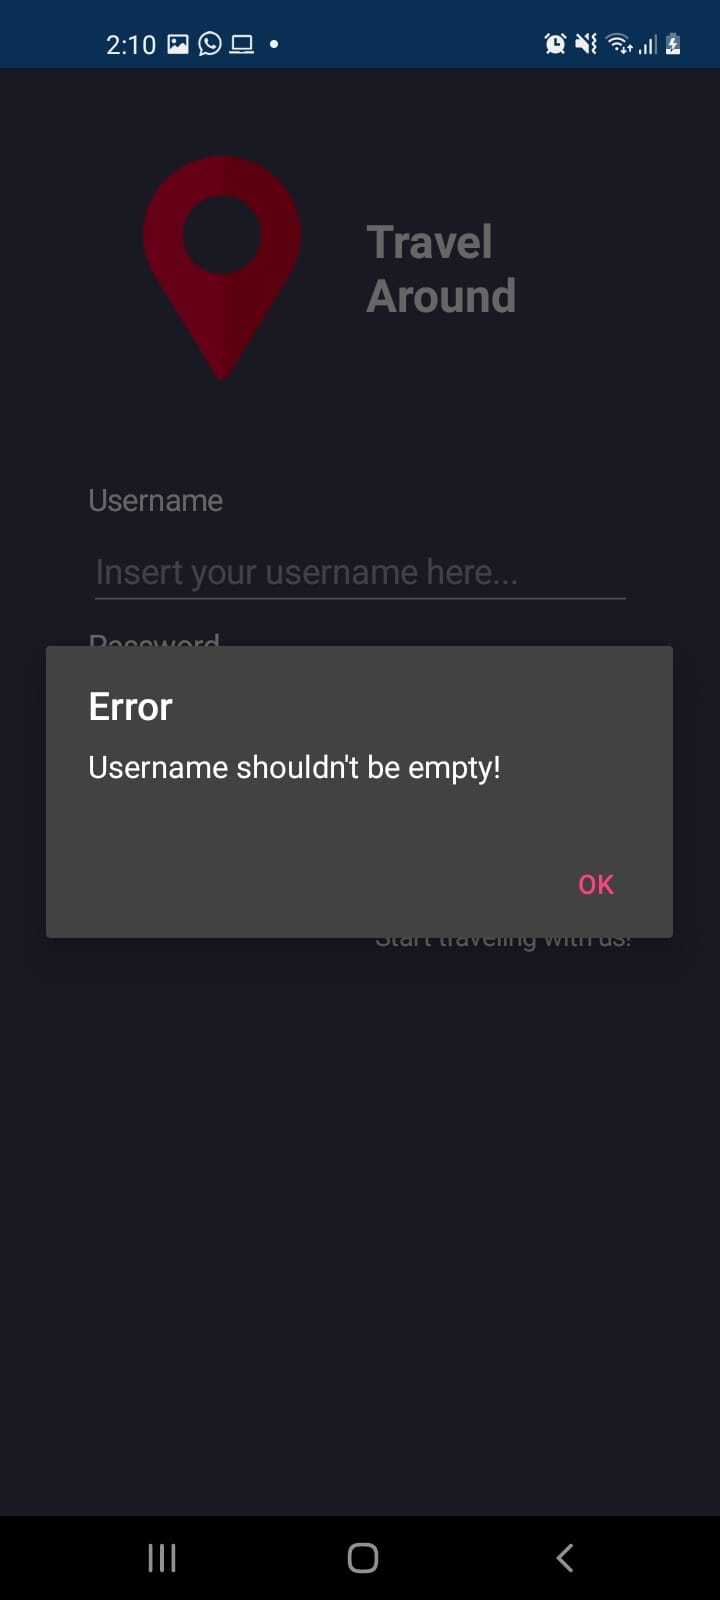 2:10
Travel
Around
Username
Insert your username here...
Password
Error
Username shouldn't be empty!
OK
Start traveling with us!